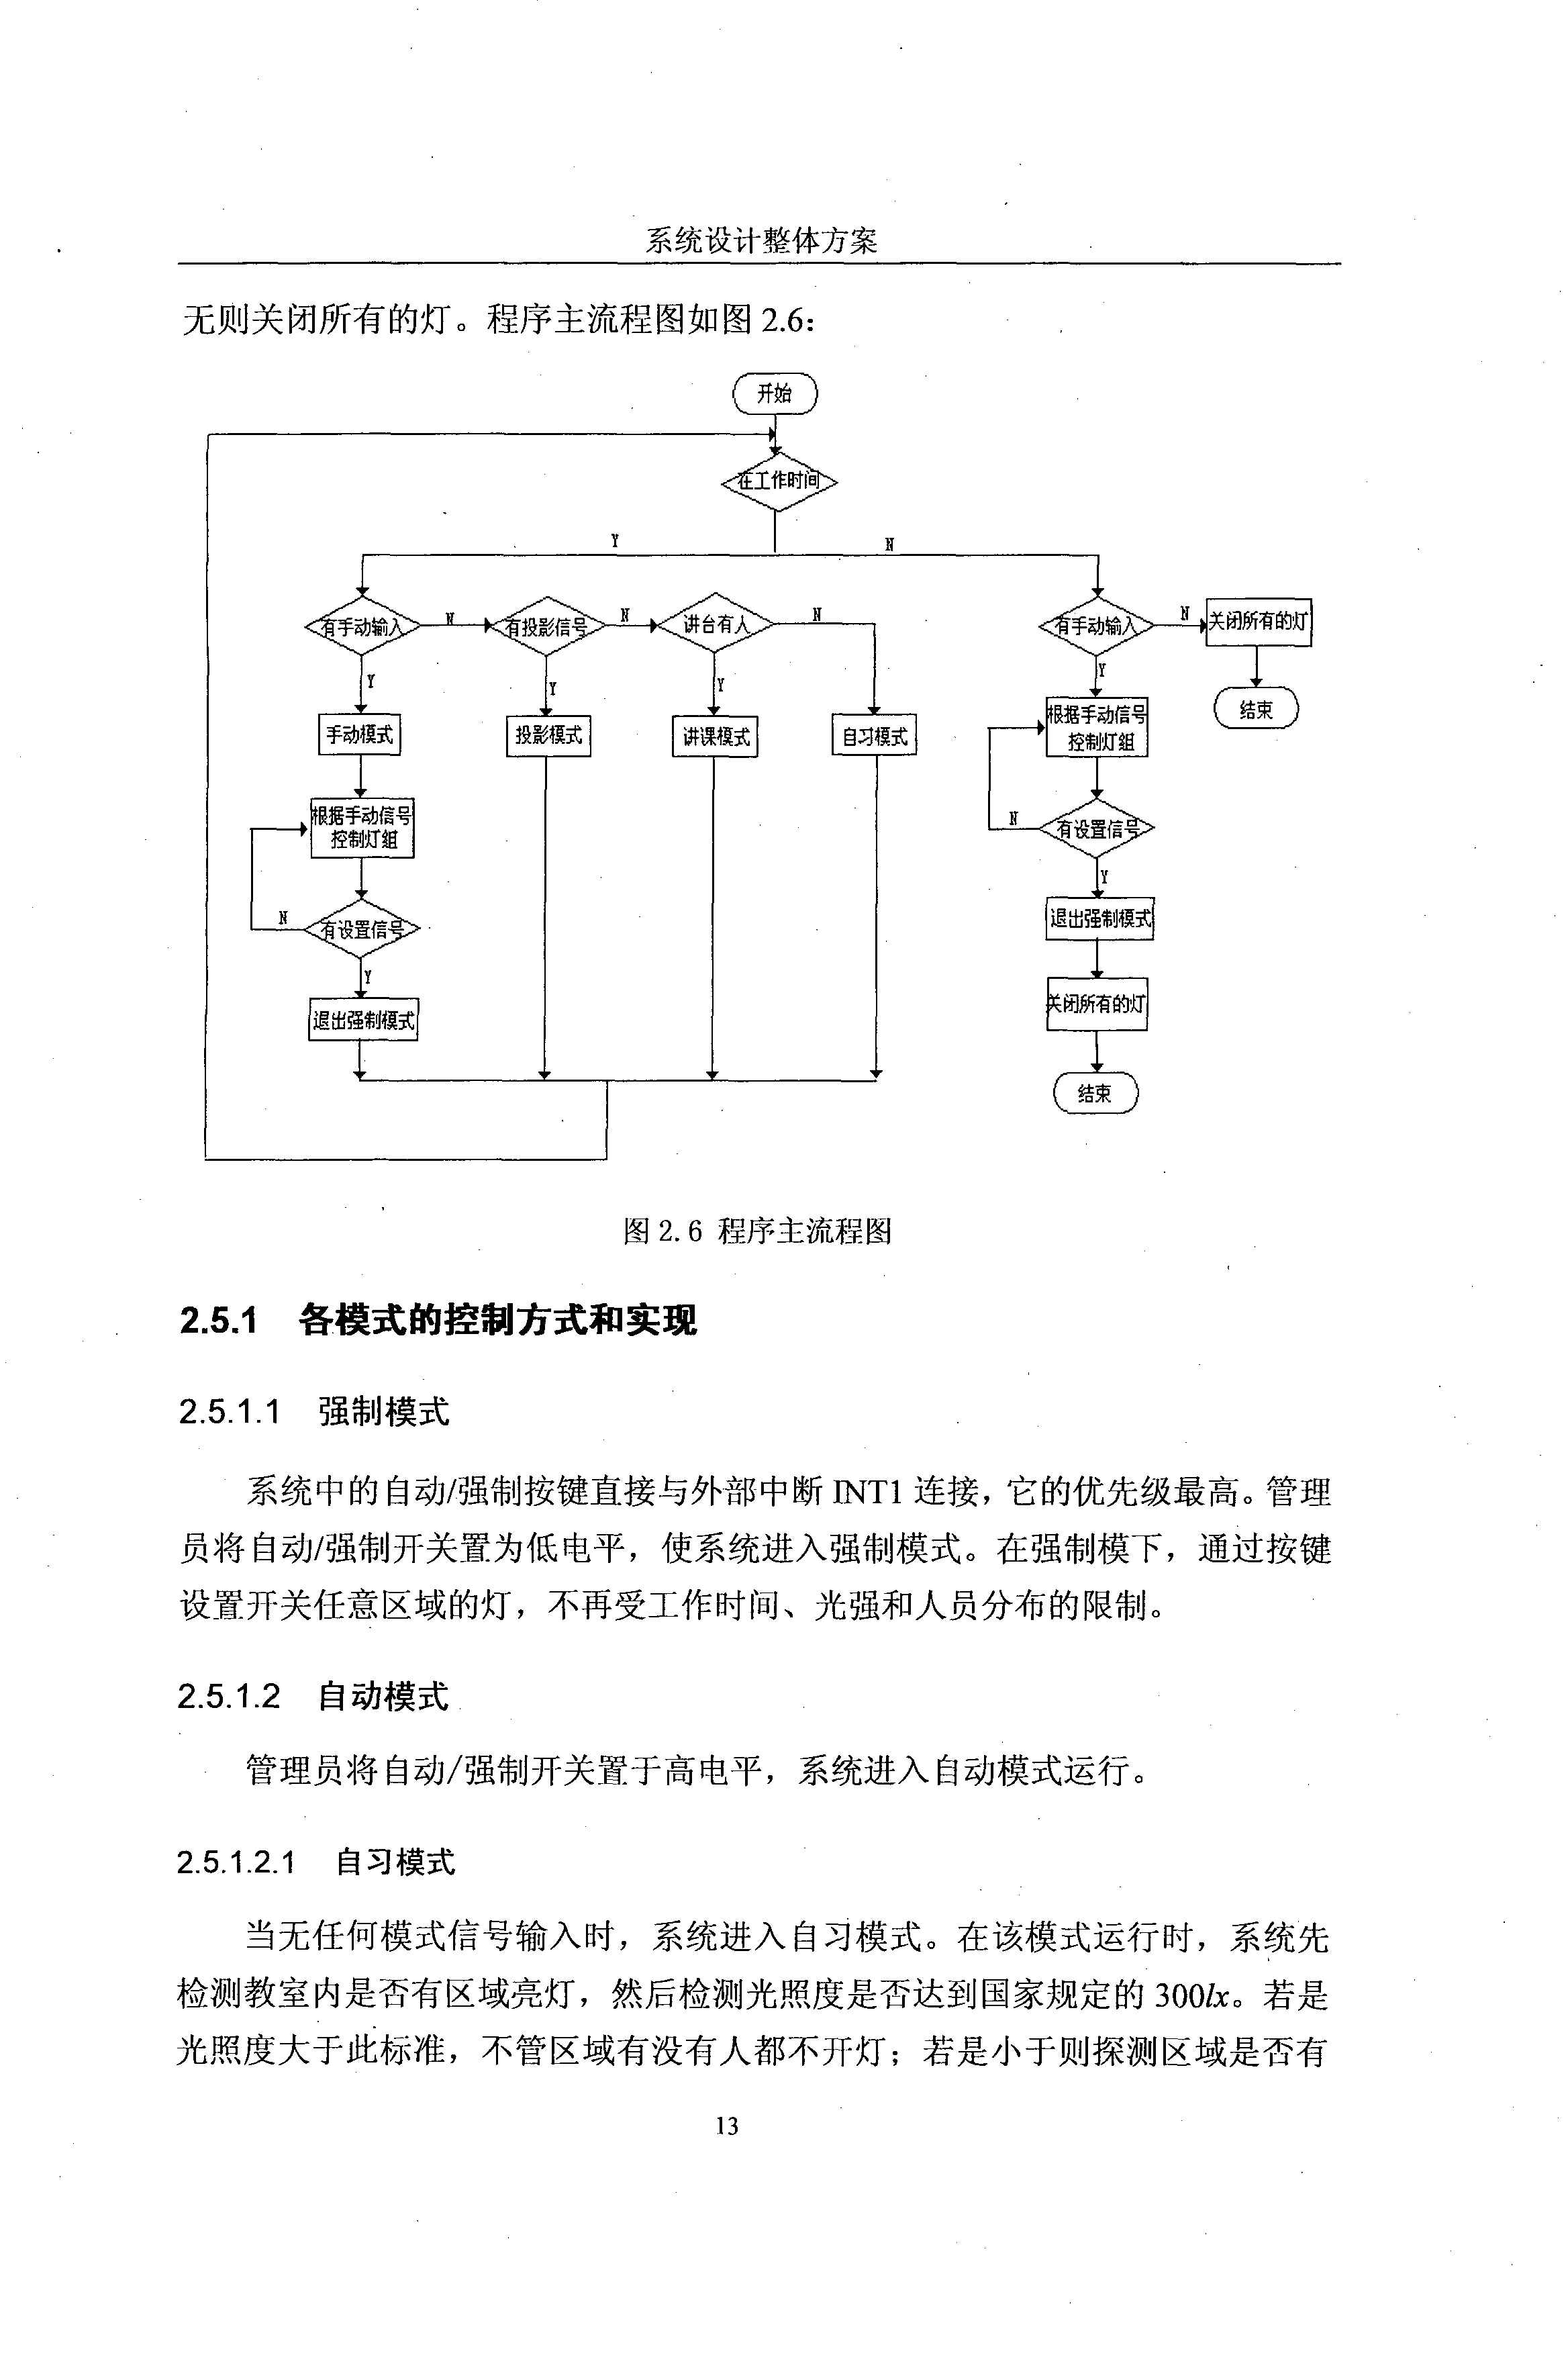 系统设计整体方案
无则关闭所有的灯。程序主流程图如图 2.6：
开始
在工作时间
Y
N
有手动输入
N
有投影信号
N
讲台有人
N
有手动输入
N
关闭所有的灯
Y
Y
Y
Y
手动模式
投影模式
讲课模式
自习模式
根据手动信号
控制灯组
结束
根据手动信号
控制灯组
N
有设置信号
N
有设置信号
Y
Y
退出强制模式
退出强制模式
关闭所有的灯
结束
图 2.6 程序主流程图
2.5.1 各模式的控制方式和实现
2.5.1.1 强制模式
系统中的自动/强制按键直接与外部中断 INT1 连接，它的优先级最高。管理
员将自动/强制开关置为低电平，使系统进入强制模式。在强制模下，通过按键
设置开关任意区域的灯，不再受工作时间、光强和人员分布的限制。
2.5.1.2 自动模式
管理员将自动/强制开关置于高电平，系统进入自动模式运行。
2.5.1.2.1 自习模式
当无任何模式信号输入时，系统进入自习模式。在该模式运行时，系统先
检测教室内是否有区域亮灯，然后检测光照度是否达到国家规定的 300lx。若是
光照度大于此标准，不管区域有没有人都不开灯；若是小于则探测区域是否有
13